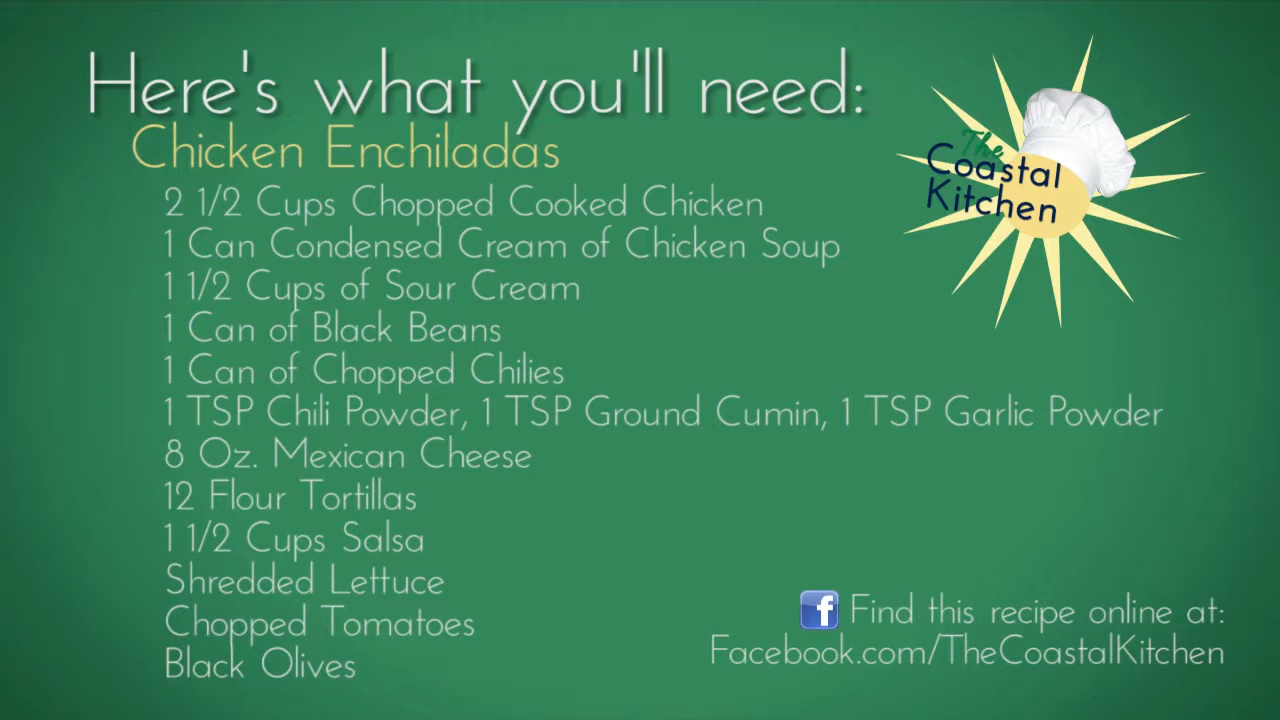 Here's what you'll need:
Chicken Enchiladas
2 1/2 Cups Chopped Cooked Chicken
1 Can Condensed Cream of Chicken Soup
1 1/2 Cups of Sour Cream
1 Can of Black Beans
1 Can of Chopped Chilies
1 TSP Chili Powder, 1 TSP Ground Cumin, 1 TSP Garlic Powder
8 Oz. Mexican Cheese
12 Flour Tortillas
1 1/2 Cups Salsa
Shredded Lettuce
Chopped Tomatoes
Black Olives
The
Coastal
Kitchen
f Find this recipe online at:
Facebook.com/TheCoastalKitchen